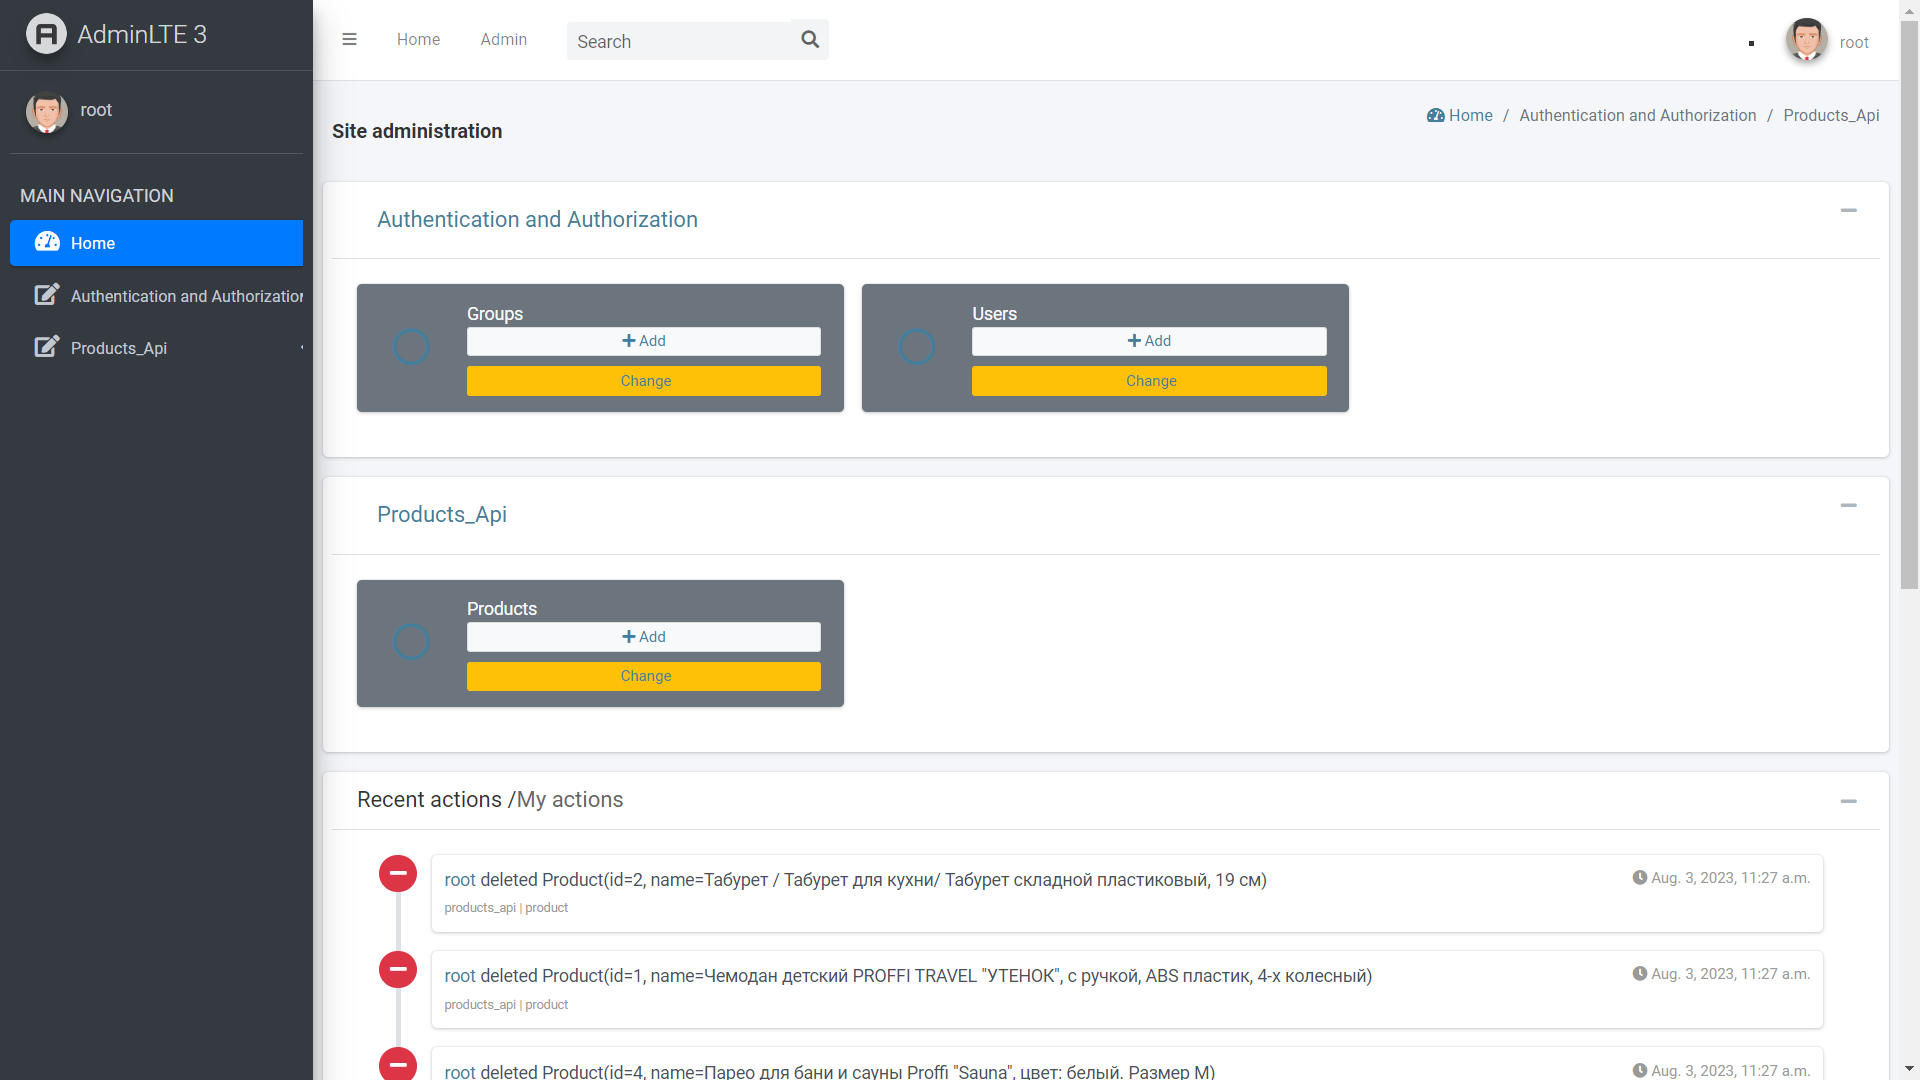 AdminLTE 3
root
MAIN NAVIGATION
Home
Authentication and Authorization
Products_Api
Home
Admin
Search
root
Site administration
Home / Authentication and Authorization / Products_Api
Authentication and Authorization
Groups
Add
Change
Users
Add
Change
Products_Api
Products
Add
Change
Recent actions /My actions
root deleted Product(id=2, name=Табурет / Табурет для кухни/ Табурет складной пластиковый, 19 см)
Aug. 3, 2023, 11:27 a.m.
products_api | product
root deleted Product(id=1, name=Чемодан детский PROFFI TRAVEL "УТЕНОК", с ручкой, ABS пластик, 4-х колесный)
Aug. 3, 2023, 11:27 a.m.
products_api | product
root deleted Product(id=4, name=Парео для бани и сауны Proffi "Sauna", цвет: белый. Размер М)
Aug. 3, 2023, 11:27 a.m.